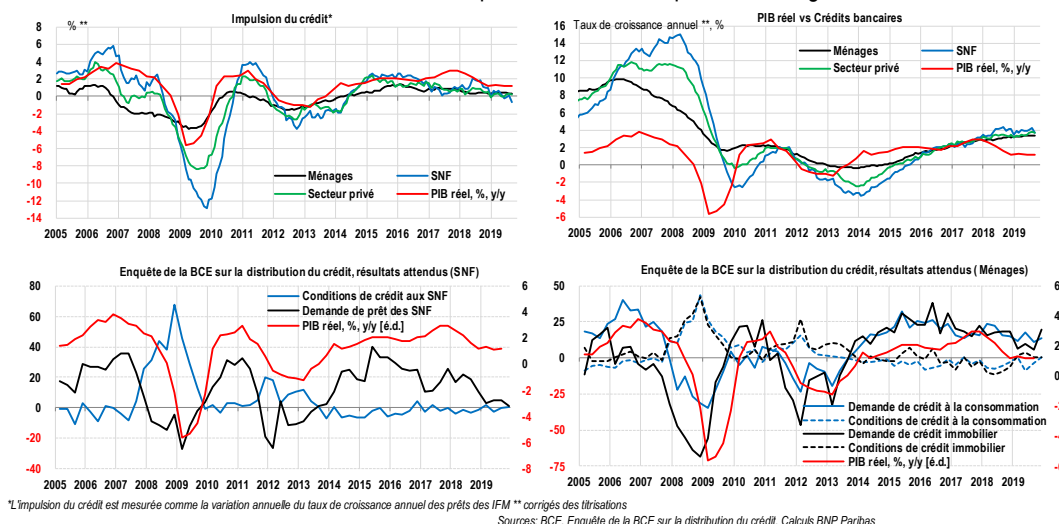 Impulsion du crédit*
% **
8
6
4
2
0
-2
-4
-6
-8
-10
-12
-14
Ménages
SNF
Secteur privé
PIB réel, %, y/y
2005 2006 2007 2008 2009 2010 2011 2012 2013 2014 2015 2016 2017 2018 2019
PIB réel vs Crédits bancaires
Taux de croissance annuel **, %
16
14
12
10
8
6
4
2
0
-2
-4
-6
Ménages
SNF
Secteur privé
PIB réel, %, y/y
2005 2006 2007 2008 2009 2010 2011 2012 2013 2014 2015 2016 2017 2018 2019
Enquête de la BCE sur la distribution du crédit, résultats attendus (SNF)
80
60
40
20
0
-20
-40
6
4
2
0
-2
-4
-6
-8
Conditions de crédit aux SNF
Demande de prêt des SNF
PIB réel, %, y/y [é.d.]
2005 2006 2007 2008 2009 2010 2011 2012 2013 2014 2015 2016 2017 2018 2019
Enquête de la BCE sur la distribution du crédit, résultats attendus ( Ménages)
50
25
0
-25
-50
-75
6
4
2
0
Demande de crédit à la consommation
Conditions de crédit à la consommation
Demande de crédit immobilier
Conditions de crédit immobilier
PIB réel, %, y/y [é.d.]
2005 2006 2007 2008 2009 2010 2011 2012 2013 2014 2015 2016 2017 2018 2019
*L'impulsion du crédit est mesurée comme la variation annuelle du taux de croissance annuel des prêts des IFM ** corrigés des titrisations
Sources: BCE, Enquête de la BCE sur la distribution du crédit, Calculs BNP Paribas